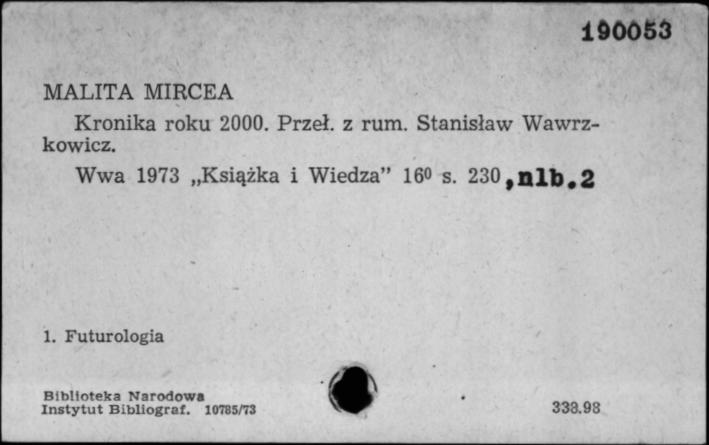 190053
MALITA MIRCEA
Kronika roku 2000. Przeł. z rum. Stanisław Wawrz-
kowicz.
Wwa 1973 „Książka i Wiedza” 16⁰ s. 230,nlb.2
1. Futurologia
Biblioteka Narodowa
Instytut Bibliograf. 10785/73
338.98